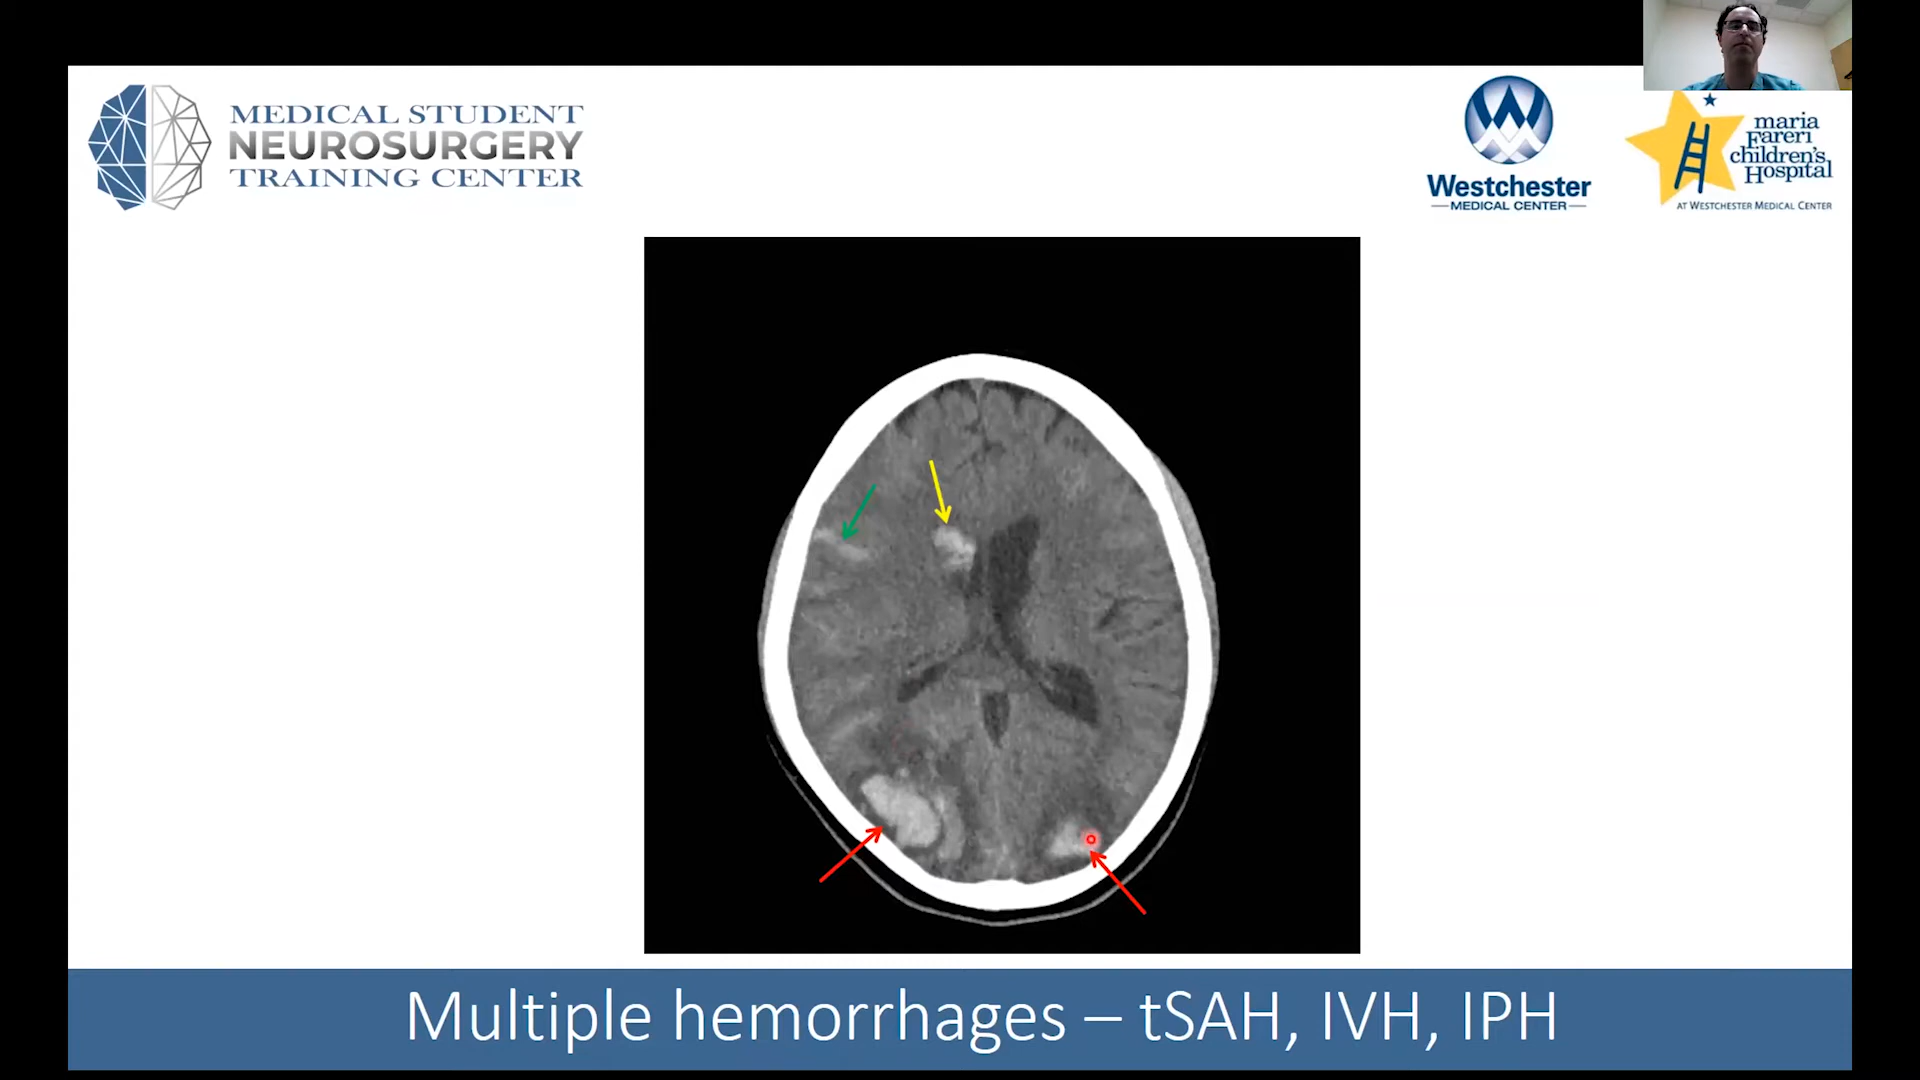 MEDICAL STUDENT
NEUROSURGERY
TRAINING CENTER
Westchester
MEDICAL CENTER
maria
Fareri
children's
Hospital
AT WESTCHESTER MEDICAL CENTER
Multiple hemorrhages – tSAH, IVH, IPH